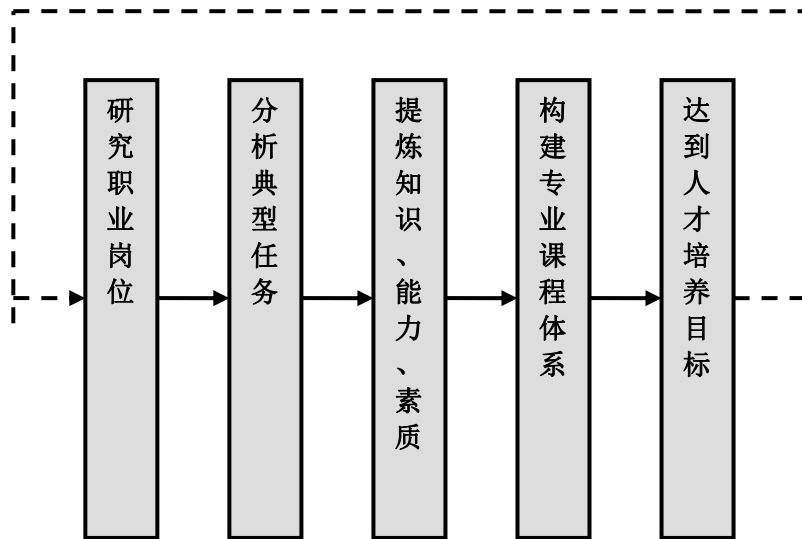 研究职业岗位
分析典型任务
提炼知识、能力、素质
构建专业课程体系
达到人才培养目标